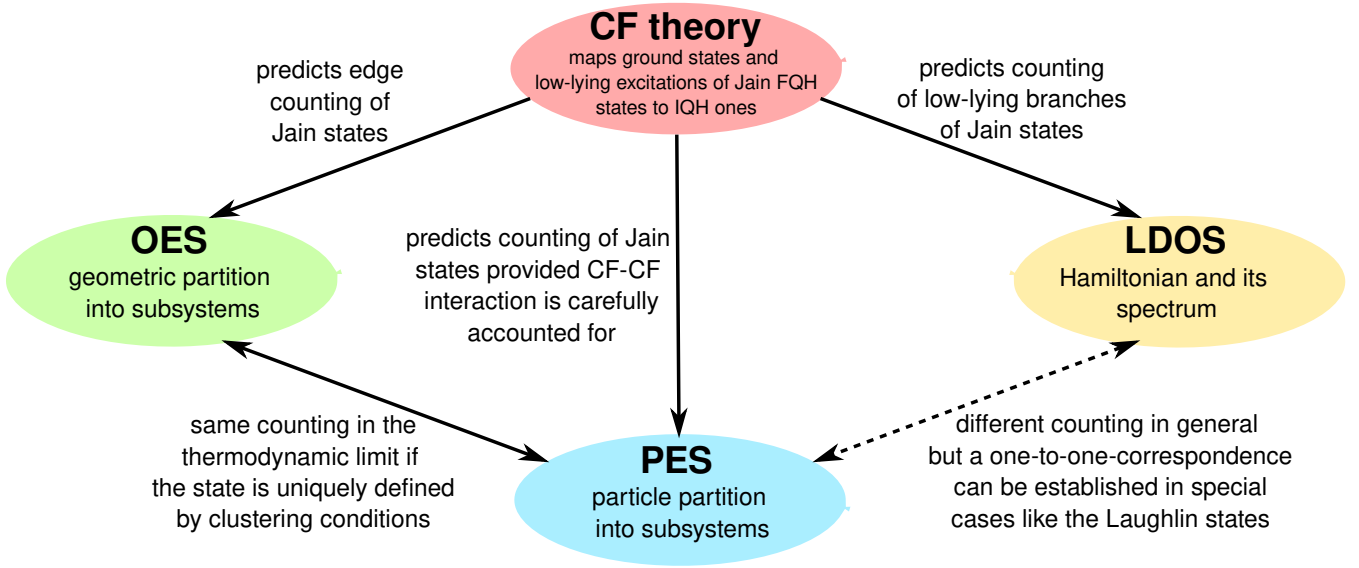 CF theory
maps ground states and
low-lying excitations of Jain FQH
states to IQH ones
predicts edge
counting of
Jain states
predicts counting
of low-lying branches
of Jain states
OES
geometric partition
into subsystems
predicts counting of Jain
states provided CF-CF
interaction is carefully
accounted for
LDOS
Hamiltonian and its
spectrum
same counting in the
thermodynamic limit if
the state is uniquely defined
by clustering conditions
PES
particle partition
into subsystems
different counting in general
but a one-to-one-correspondence
can be established in special
cases like the Laughlin states